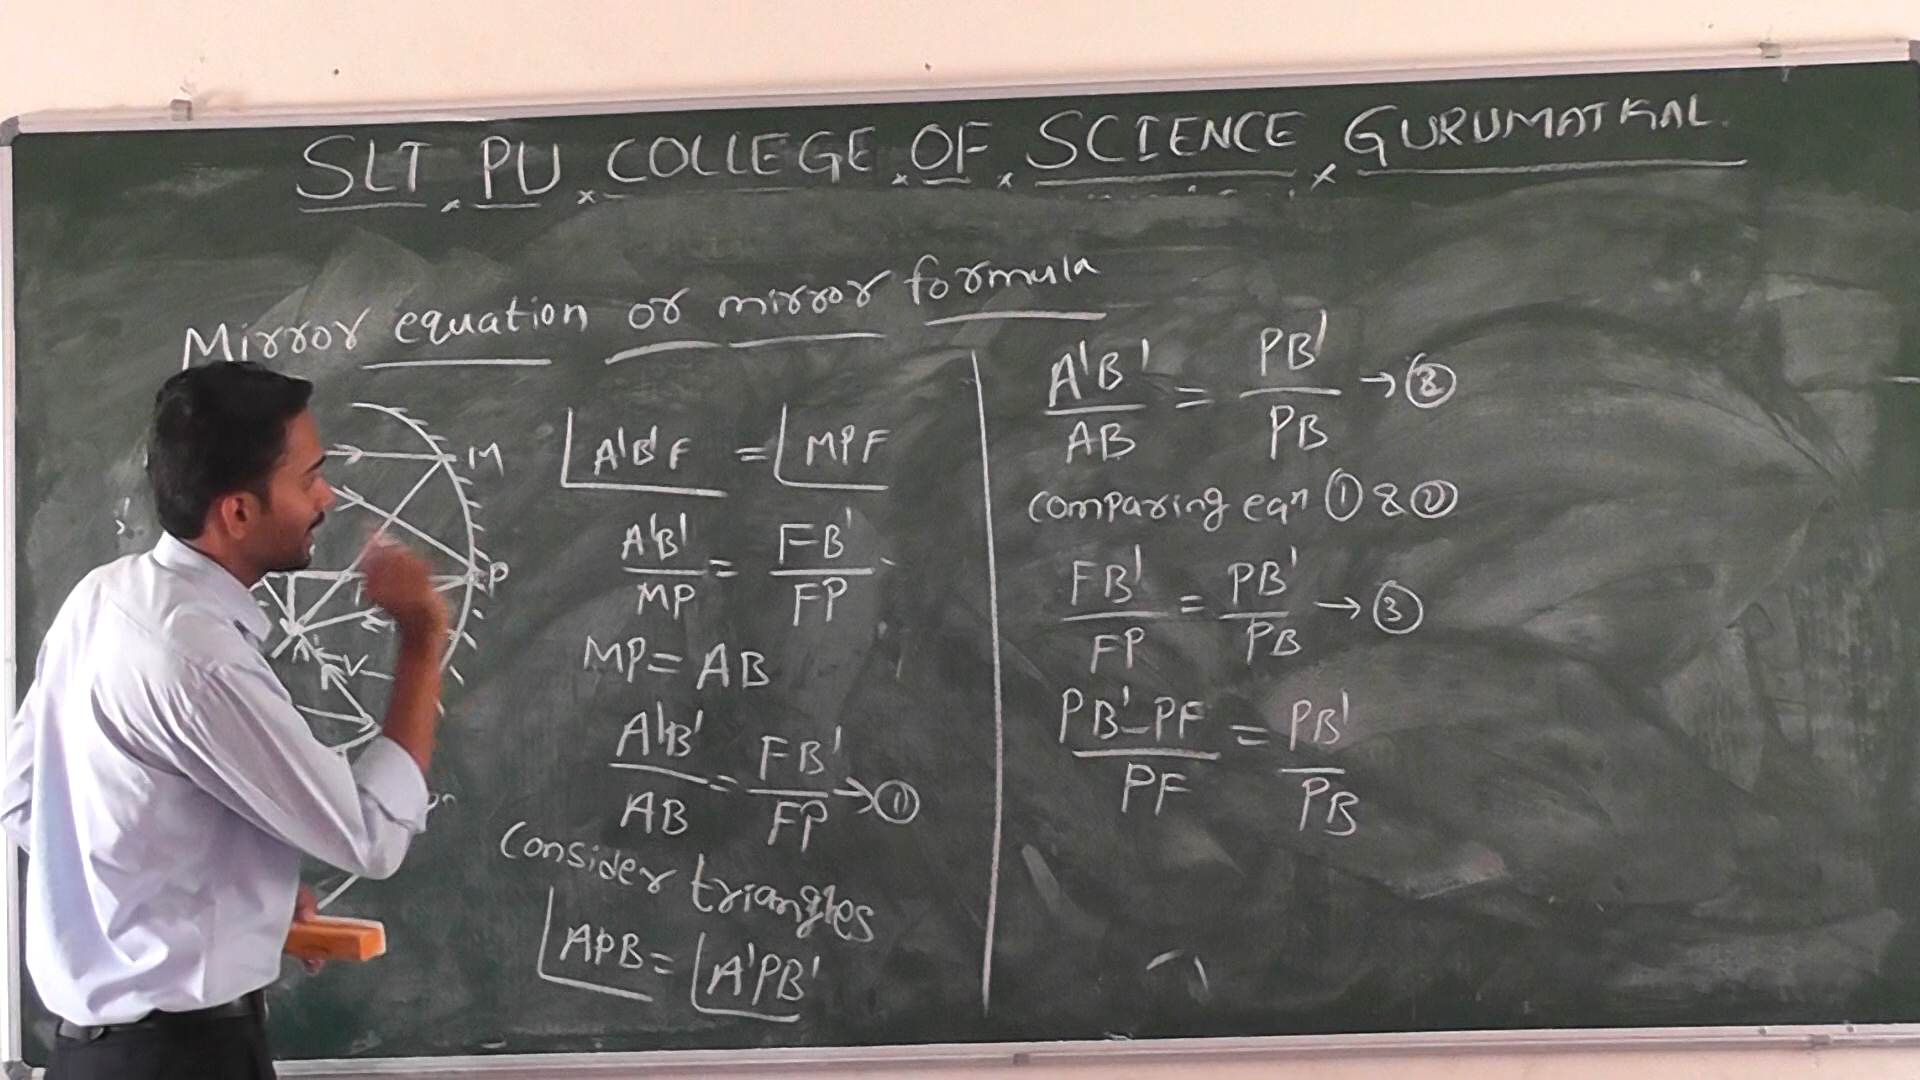 SLT PU COLLEGE OF SCIENCE GURUMATKAL.
Mirror equation or mirror formula
M
P
A'B'F = MPF
A'B'/MP = FB'/FP
MP = AB
A'B'/AB = FB'/FP → ①
Consider triangles
APB = A'PB'
A'B'/AB = PB'/PB → ②
comparing eqn ① & ②
FB'/FP = PB'/PB → ③
PB'-PF/PF = PB'/PB